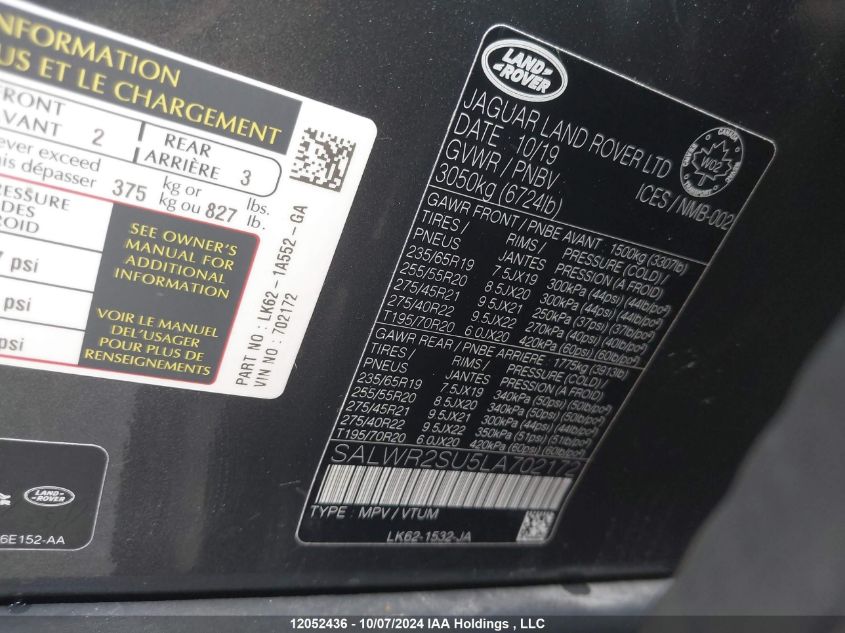 INFORMATION
US ET LE CHARGEMENT
FRONT
AVANT 2
REAR
ARRIÈRE 3
ever exceed
ais dépasser 375 kg or kg ou 827 lbs. lb.
PRESSURE
DES
ROID
7 psi
psi
psi
SEE OWNER'S
MANUAL FOR
ADDITIONAL
INFORMATION
VOIR LE MANUEL
DEL'USAGER
POUR PLUS DE
RENSEIGNEMENTS
PART NO : LK62 - 1A552 - GA
VIN NO : 702172
LAND ROVER
6E152-AA
LAND ROVER
JAGUAR LAND ROVER LTD
DATE 10/19
GVWR / PNBV
3050kg (6724lb)
W02
ICES / NMB-002
GAWR FRONT / PNBE AVANT : 1500kg (3307lb)
TIRES / RIMS / PRESSURE (COLD) /
PNEUS JANTES PRESSION (A FROID)
235/65R19 7.5JX19 300kPa (44psi) (44lb/po²)
255/55R20 8.5JX20 300kPa (44psi) (44lb/po²)
275/45R21 9.5JX21 250kPa (37psi) (37lb/po²)
275/40R22 9.5JX22 270kPa (40psi) (40lb/po²)
T195/70R20 6.0JX20 420kPa (60psi) (60lb/po²)
GAWR REAR / PNBE ARRIERE : 1775kg (3913lb)
TIRES / RIMS / PRESSURE (COLD) /
PNEUS JANTES PRESSION (A FROID)
235/65R19 7.5JX19 340kPa (50psi) (50lb/po²)
255/55R20 8.5JX20 340kPa (50psi) (50lb/po²)
275/45R21 9.5JX21 300kPa (44psi) (44lb/po²)
275/40R22 9.5JX22 350kPa (51psi) (51lb/po²)
T195/70R20 6.0JX20 420kPa (60psi) (60lb/po²)
SALWR2SU5LA702172
TYPE : MPV / VTUM
LK62-1532-JA
12052436 - 10/07/2024 IAA Holdings , LLC